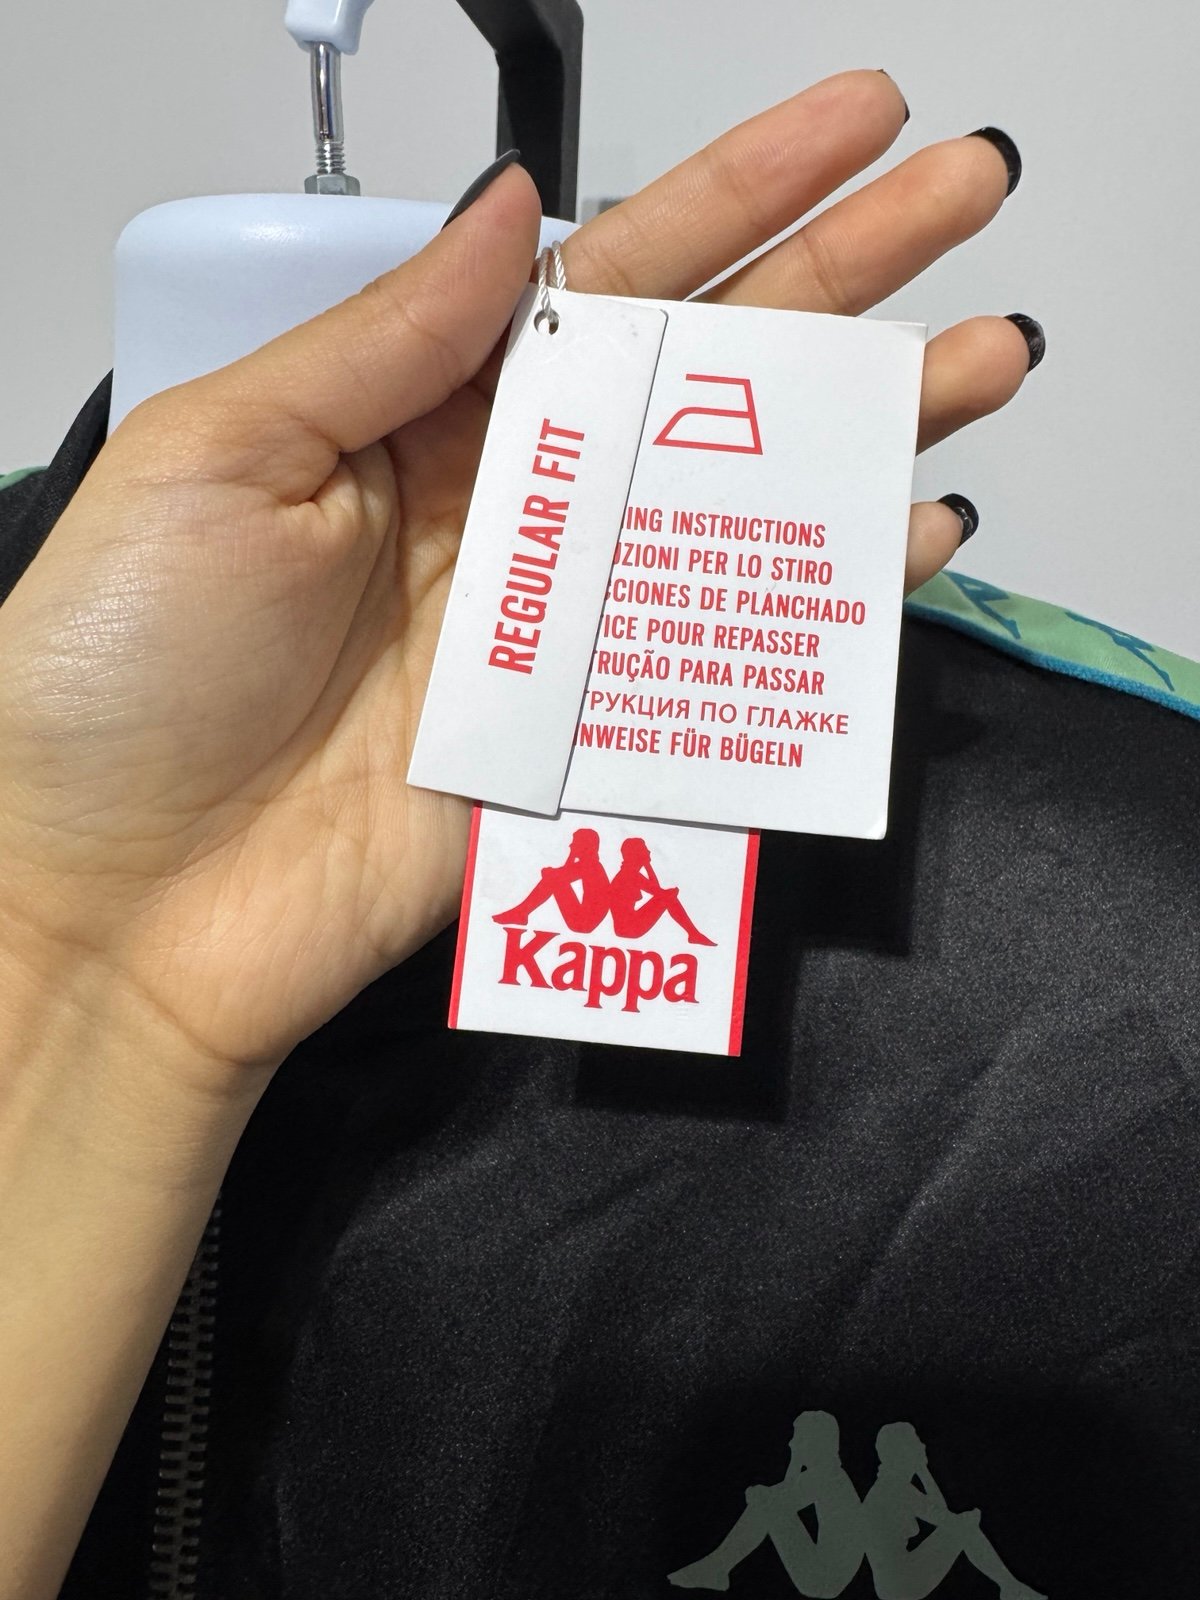 REGULAR FIT
ING INSTRUCTIONS
UZIONI PER LO STIRO
CCIONES DE PLANCHADO
ICE POUR REPASSER
TRUÇÃO PARA PASSAR
ТРУКЦИЯ ПО ГЛАЖКЕ
INWEISE FÜR BÜGELN
Kappa